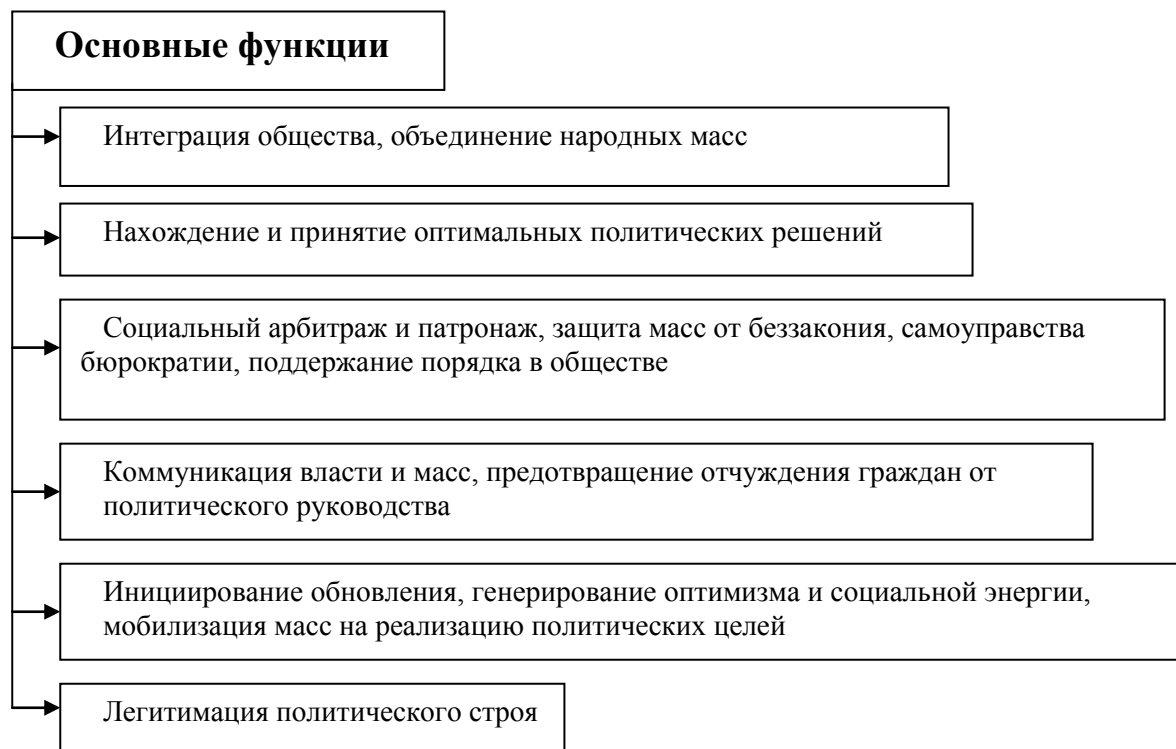 Основные функции
Интеграция общества, объединение народных масс
Нахождение и принятие оптимальных политических решений
Социальный арбитраж и патронаж, защита масс от беззакония, самоуправства
бюрократии, поддержание порядка в обществе
Коммуникация власти и масс, предотвращение отчуждения граждан от
политического руководства
Инициирование обновления, генерирование оптимизма и социальной энергии,
мобилизация масс на реализацию политических целей
Легитимация политического строя